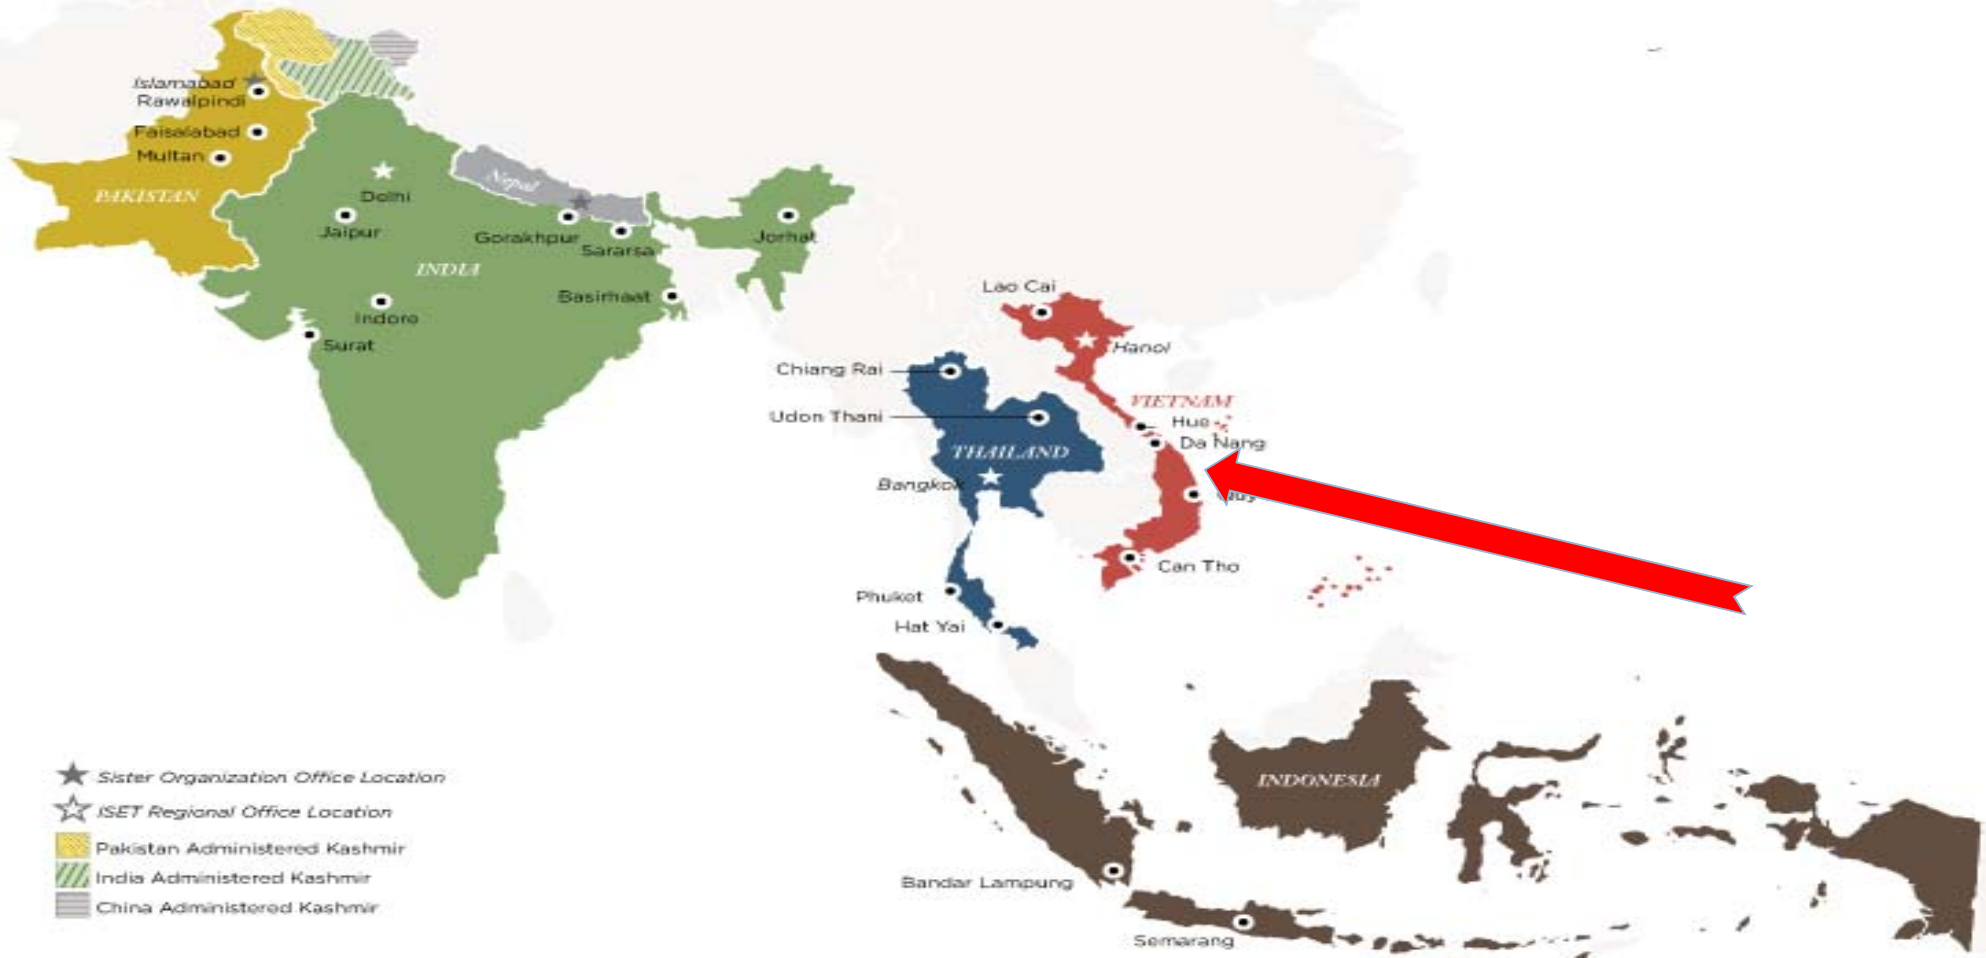 Islamabad
Rawalpindi
Faisalabad
Multan
PAKISTAN
Delhi
Jaipur
Nepal
Gorakhpur
Sararsa
Jorhat
INDIA
Basirhaat
Indore
Surat
Lao Cai
Hanoi
Chiang Rai
VIETNAM
Udon Thani
Hue
Da Nang
THAILAND
Bangkok
Can Tho
Phuket
Hat Yai
INDONESIA
Sister Organization Office Location
ISET Regional Office Location
Pakistan Administered Kashmir
India Administered Kashmir
China Administered Kashmir
Bandar Lampung
Semarang